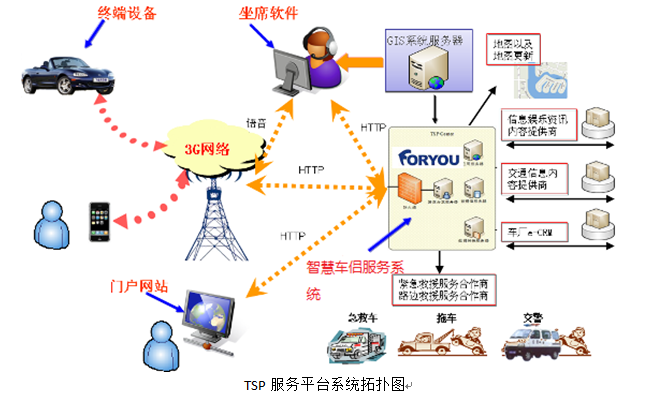 终端设备
坐席软件
GIS系统服务器
地图以及
地图更新
语音
3G网络
HTTP
TSP Center
信息娱乐资讯
内容提供商
FORYOU
HTTP
交通信息内
容提供商
HTTP
车厂e-CRM
智慧车侣服务系
统
门户网站
紧急救援服务合作商
路边救援服务合作商
急救车
拖车
交警
TSP 服务平台系统拓扑图